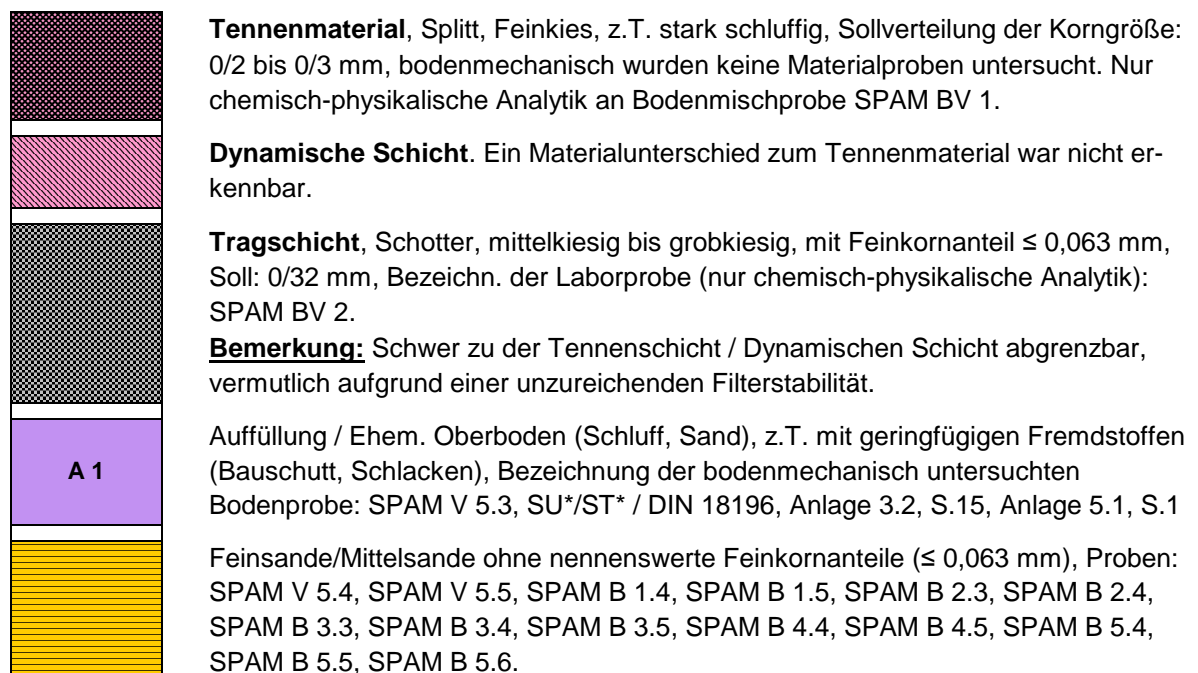 Tennenmaterial, Splitt, Feinkies, z.T. stark schluffig, Sollverteilung der Korngröße:
0/2 bis 0/3 mm, bodenmechanisch wurden keine Materialproben untersucht. Nur
chemisch-physikalische Analytik an Bodenmischprobe SPAM BV 1.
Dynamische Schicht. Ein Materialunterschied zum Tennenmaterial war nicht er-
kennbar.
Tragschicht, Schotter, mittelkiesig bis grobkiesig, mit Feinkornanteil ≤ 0,063 mm,
Soll: 0/32 mm, Bezeichn. der Laborprobe (nur chemisch-physikalische Analytik):
SPAM BV 2.
Bemerkung: Schwer zu der Tennenschicht / Dynamischen Schicht abgrenzbar,
vermutlich aufgrund einer unzureichenden Filterstabilität.
A 1
Auffüllung / Ehem. Oberboden (Schluff, Sand), z.T. mit geringfügigen Fremdstoffen
(Bauschutt, Schlacken), Bezeichnung der bodenmechanisch untersuchten
Bodenprobe: SPAM V 5.3, SU*/ST* / DIN 18196, Anlage 3.2, S.15, Anlage 5.1, S.1
Feinsande/Mittelsande ohne nennenswerte Feinkornanteile (≤ 0,063 mm), Proben:
SPAM V 5.4, SPAM V 5.5, SPAM B 1.4, SPAM B 1.5, SPAM B 2.3, SPAM B 2.4,
SPAM B 3.3, SPAM B 3.4, SPAM B 3.5, SPAM B 4.4, SPAM B 4.5, SPAM B 5.4,
SPAM B 5.5, SPAM B 5.6.